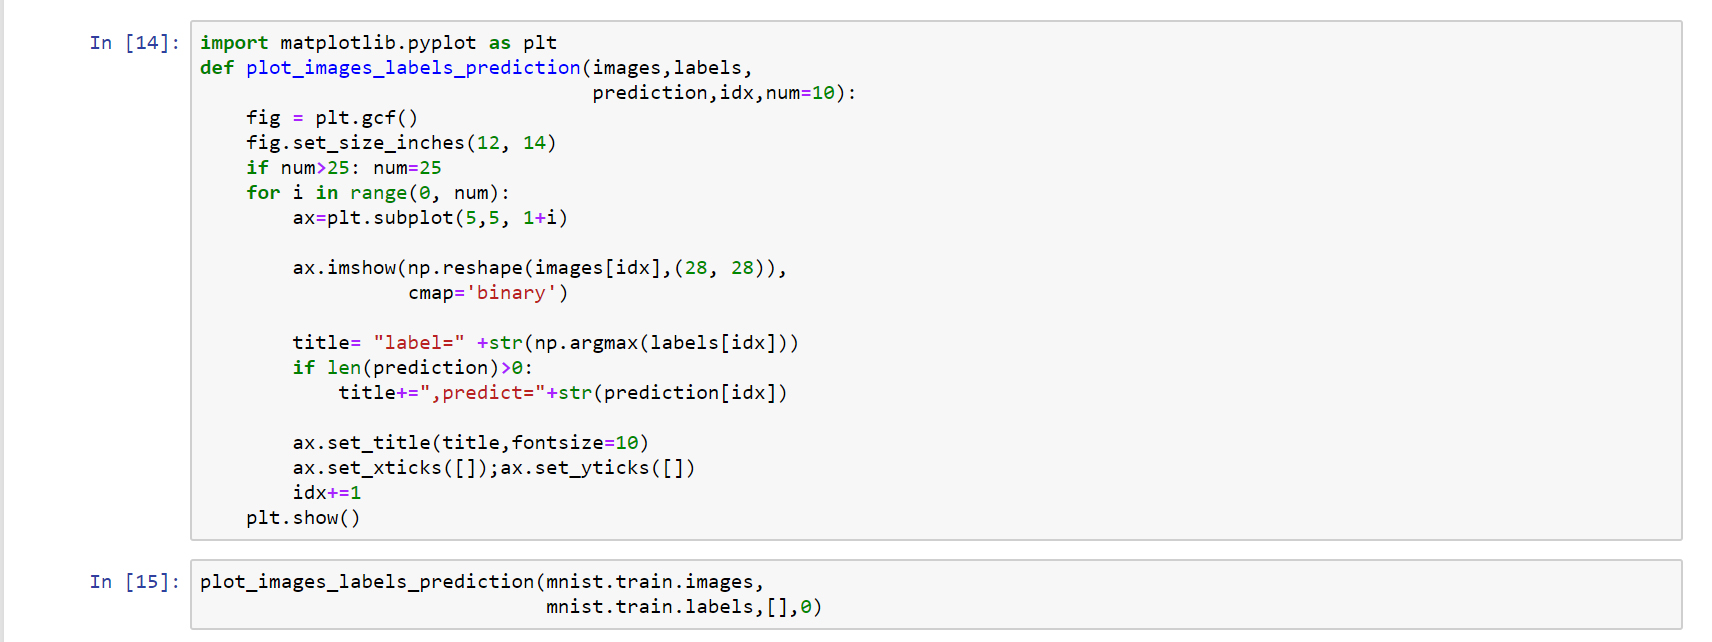 In [14]: import matplotlib.pyplot as plt
def plot_images_labels_prediction(images,labels,
                                  prediction,idx,num=10):
    fig = plt.gcf()
    fig.set_size_inches(12, 14)
    if num>25: num=25
    for i in range(0, num):
        ax=plt.subplot(5,5, 1+i)

        ax.imshow(np.reshape(images[idx],(28, 28)),
                  cmap='binary')

        title= "label=" +str(np.argmax(labels[idx]))
        if len(prediction)>0:
            title+=",predict="+str(prediction[idx])

        ax.set_title(title,fontsize=10)
        ax.set_xticks([]);ax.set_yticks([])
        idx+=1
    plt.show()
In [15]: plot_images_labels_prediction(mnist.train.images,
                              mnist.train.labels,[],0)